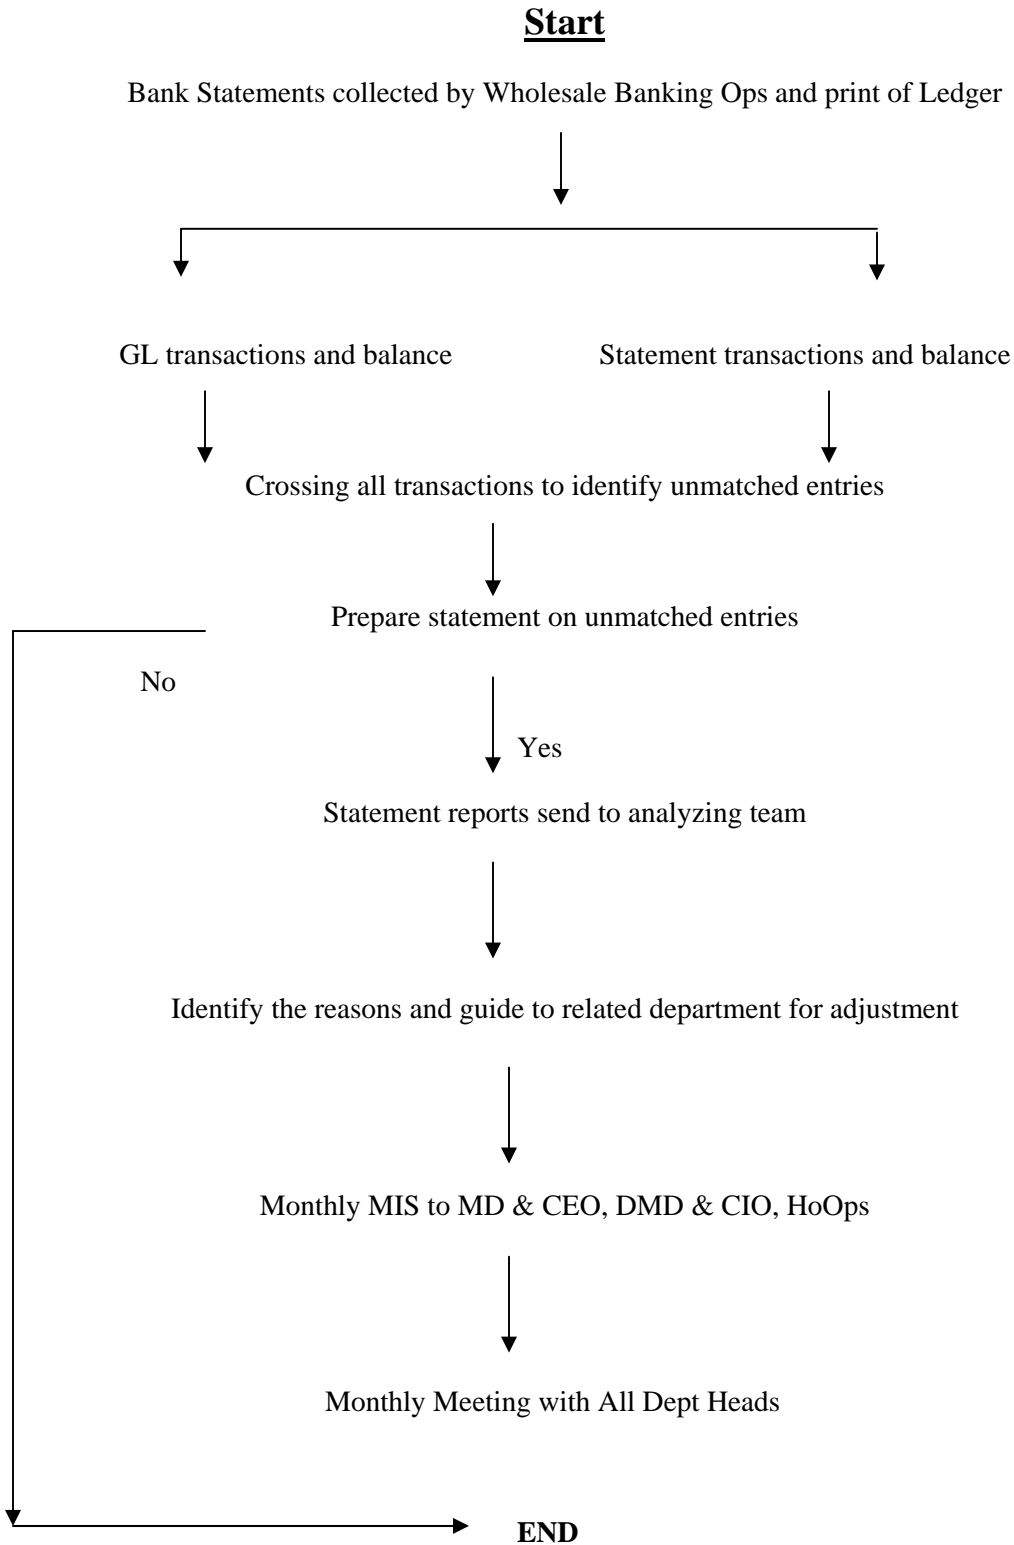 Start
Bank Statements collected by Wholesale Banking Ops and print of Ledger
GL transactions and balance
Statement transactions and balance
Crossing all transactions to identify unmatched entries
Prepare statement on unmatched entries
No
Yes
Statement reports send to analyzing team
Identify the reasons and guide to related department for adjustment
Monthly MIS to MD & CEO, DMD & CIO, HoOps
Monthly Meeting with All Dept Heads
END